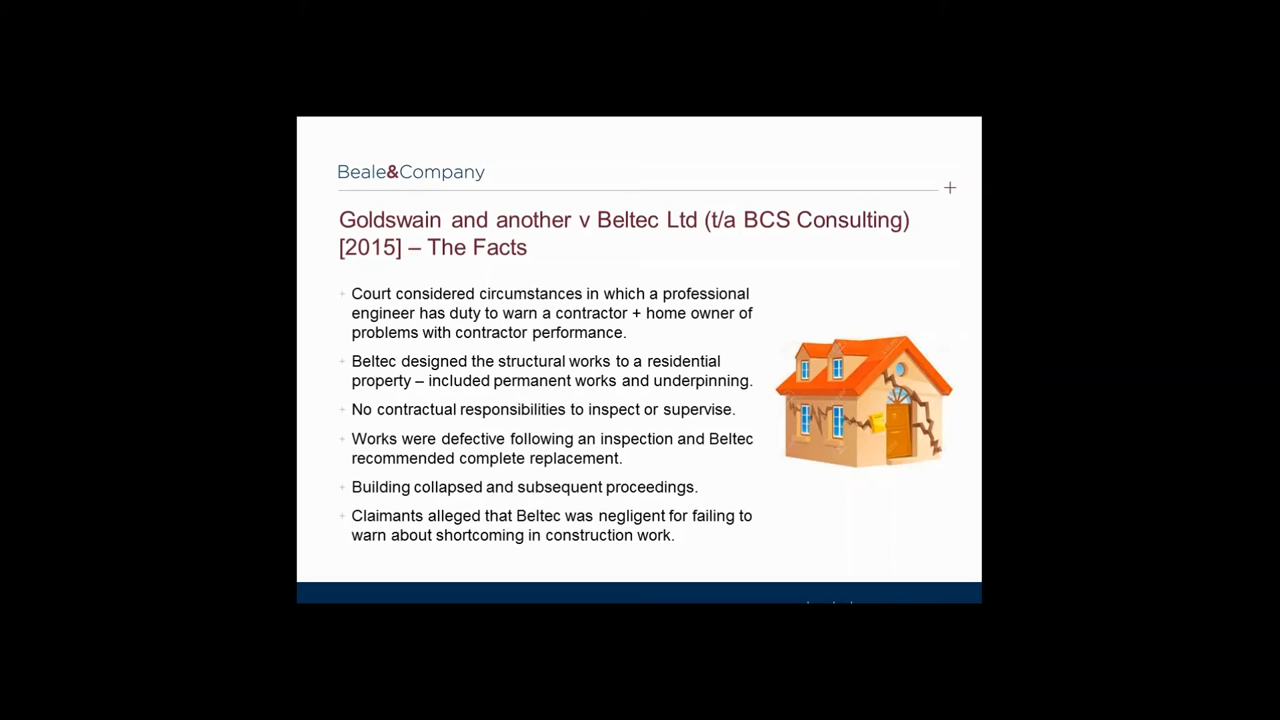 Beale&Company
Goldswain and another v Beltec Ltd (t/a BCS Consulting)
[2015] – The Facts
Court considered circumstances in which a professional
engineer has duty to warn a contractor + home owner of
problems with contractor performance.
Beltec designed the structural works to a residential
property – included permanent works and underpinning.
No contractual responsibilities to inspect or supervise.
Works were defective following an inspection and Beltec
recommended complete replacement.
Building collapsed and subsequent proceedings.
Claimants alleged that Beltec was negligent for failing to
warn about shortcoming in construction work.